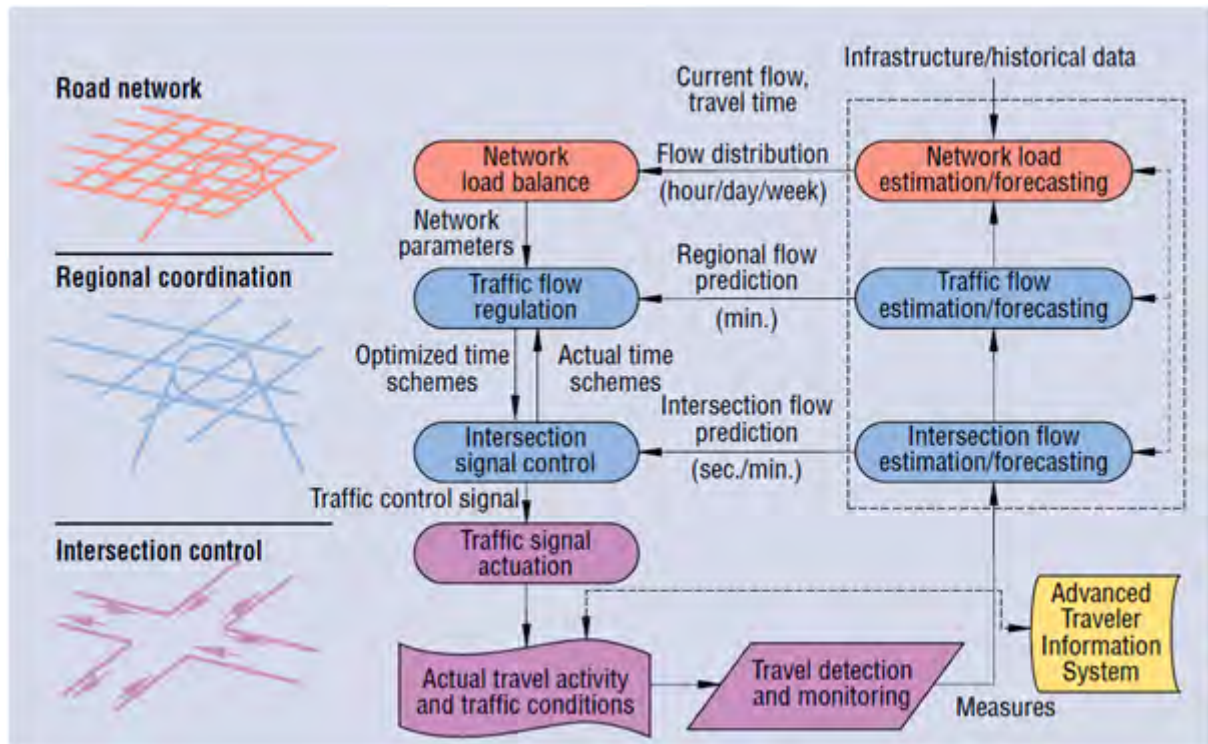 Infrastructure/historical data
Road network
Current flow,
travel time
Network
load balance
Flow distribution
(hour/day/week)
Network load
estimation/forecasting
Network
parameters
Regional coordination
Traffic flow
regulation
Regional flow
prediction
(min.)
Traffic flow
estimation/forecasting
Optimized time
schemes
Actual time
schemes
Intersection
signal control
Intersection flow
prediction
(sec./min.)
Intersection flow
estimation/forecasting
Traffic control signal
Intersection control
Traffic signal
actuation
Advanced
Traveler
Information
System
Actual travel activity
and traffic conditions
Travel detection
and monitoring
Measures